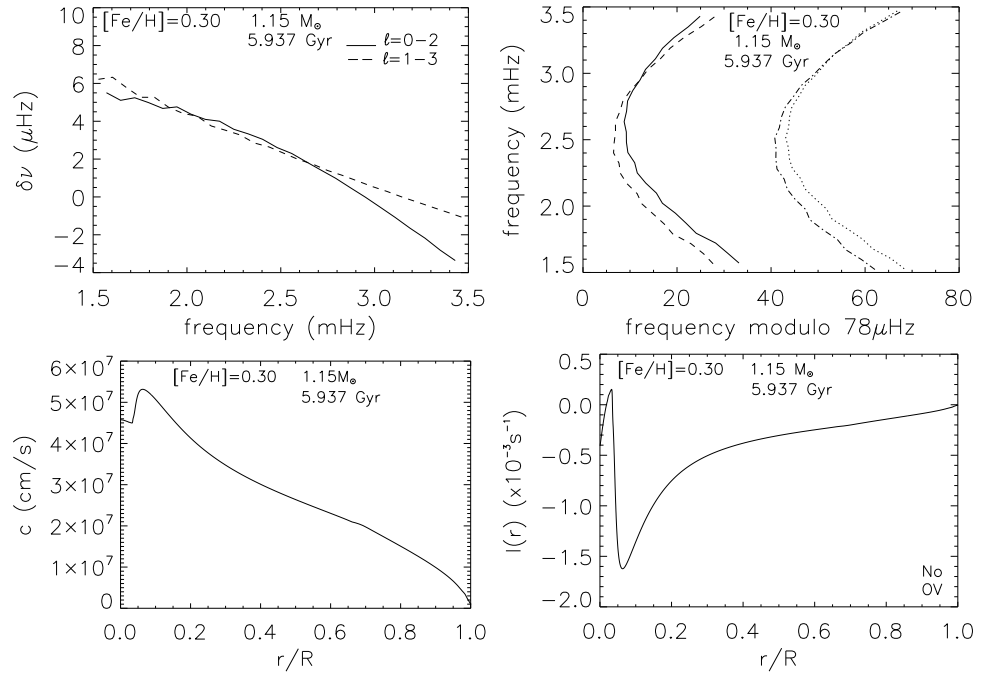 [Fe/H]=0.30 1.15 M⊙
5.937 Gyr
ℓ=0−2
ℓ=1−3
10
8
6
4
2
0
−2
−4
δν (μHz)
1.5 2.0 2.5 3.0 3.5
frequency (mHz)
[Fe/H]=0.30
1.15 M⊙
5.937 Gyr
3.5
3.0
2.5
2.0
1.5
frequency (mHz)
0 20 40 60 80
frequency modulo 78μHz
[Fe/H]=0.30 1.15M⊙
5.937 Gyr
6×10⁷
5×10⁷
4×10⁷
3×10⁷
2×10⁷
1×10⁷
0
c (cm/s)
0.0 0.2 0.4 0.6 0.8 1.0
r/R
[Fe/H]=0.30 1.15 M⊙
5.937 Gyr
0.5
0.0
−0.5
−1.0
−1.5
−2.0
I(r) (×10⁻³s⁻¹)
No
OV
0.0 0.2 0.4 0.6 0.8 1.0
r/R